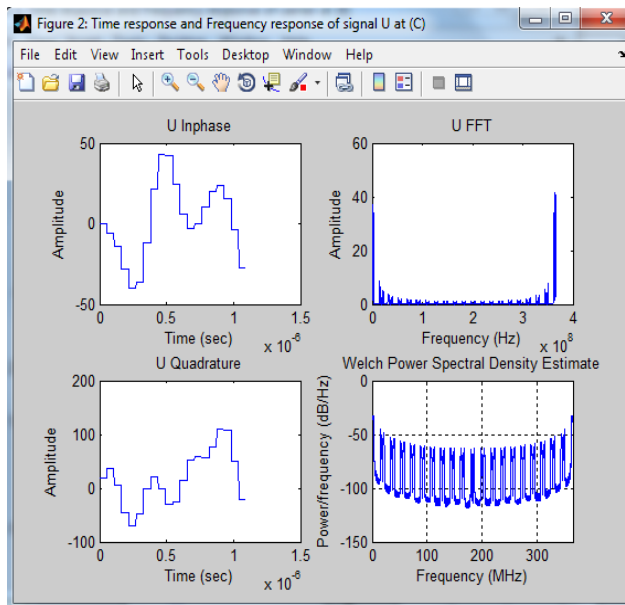 Figure 2: Time response and Frequency response of signal U at (C)
File Edit View Insert Tools Desktop Window Help
U Inphase
Amplitude
50
0
-50
0 0.5 1 1.5
Time (sec)
x 10^-6
U FFT
Amplitude
60
40
20
0
0 1 2 3 4
Frequency (Hz)
x 10^8
U Quadrature
Amplitude
200
100
0
-100
0 0.5 1 1.5
Time (sec)
x 10^-6
Welch Power Spectral Density Estimate
Power/frequency (dB/Hz)
0
-50
-100
-150
0 100 200 300
Frequency (MHz)